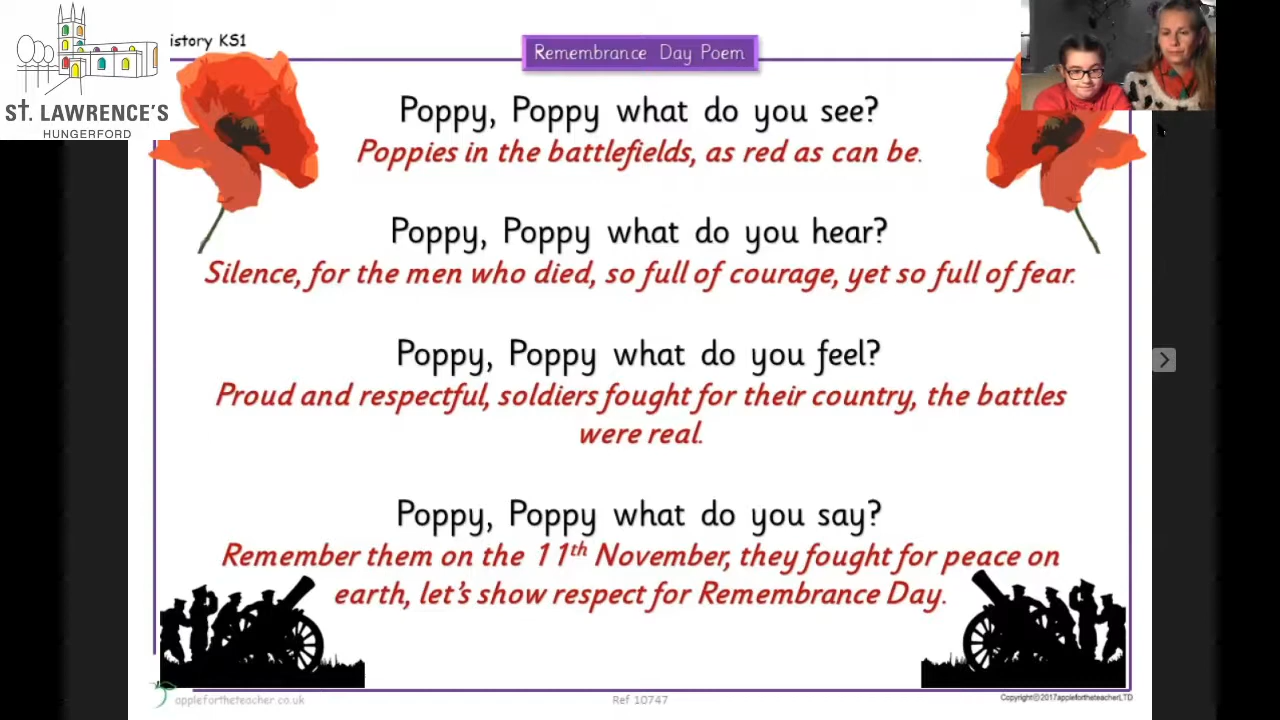 istory KS1
Remembrance Day Poem
ST. LAWRENCE'S
HUNGERFORD
Poppy, Poppy what do you see?
Poppies in the battlefields, as red as can be.
Poppy, Poppy what do you hear?
Silence, for the men who died, so full of courage, yet so full of fear.
Poppy, Poppy what do you feel?
Proud and respectful, soldiers fought for their country, the battles
were real.
Poppy, Poppy what do you say?
Remember them on the 11th November, they fought for peace on
earth, let's show respect for Remembrance Day.
applefortheteacher.co.uk
Ref 10747
Copyright©2017applefortheteacherLTD